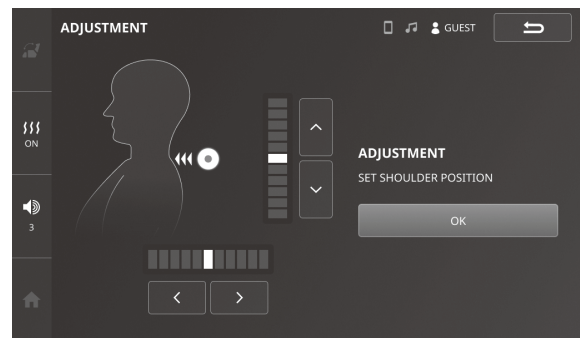 ADJUSTMENT
GUEST
ON
3
ADJUSTMENT
SET SHOULDER POSITION
OK